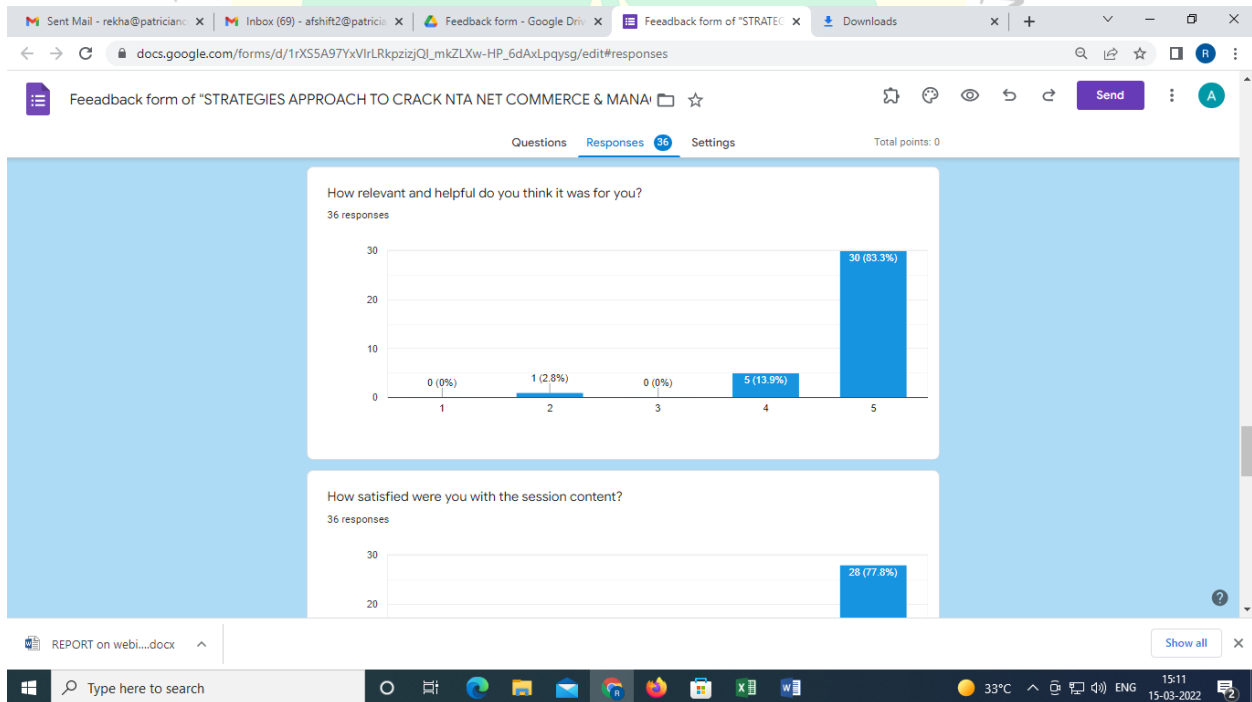 Sent Mail - rekha@patricianc
Inbox (69) - afshift2@patricia
Feedback form - Google Driv
Feeadback form of "STRATEG
Downloads
docs.google.com/forms/d/1rXS5A97YxVIrLRkpzizjQI_mkZLXw-HP_6dAxLpqysg/edit#responses
R
Feeadback form of "STRATEGIES APPROACH TO CRACK NTA NET COMMERCE & MANA
Send
A
Questions Responses 36 Settings Total points: 0
How relevant and helpful do you think it was for you?
36 responses
30
20
10
0
0 (0%)
1 (2.8%)
0 (0%)
5 (13.9%)
30 (83.3%)
1 2 3 4 5
How satisfied were you with the session content?
36 responses
30
20
28 (77.8%)
REPORT on webi....docx
Show all
Type here to search
33°C
ENG
15:11
15-03-2022
2